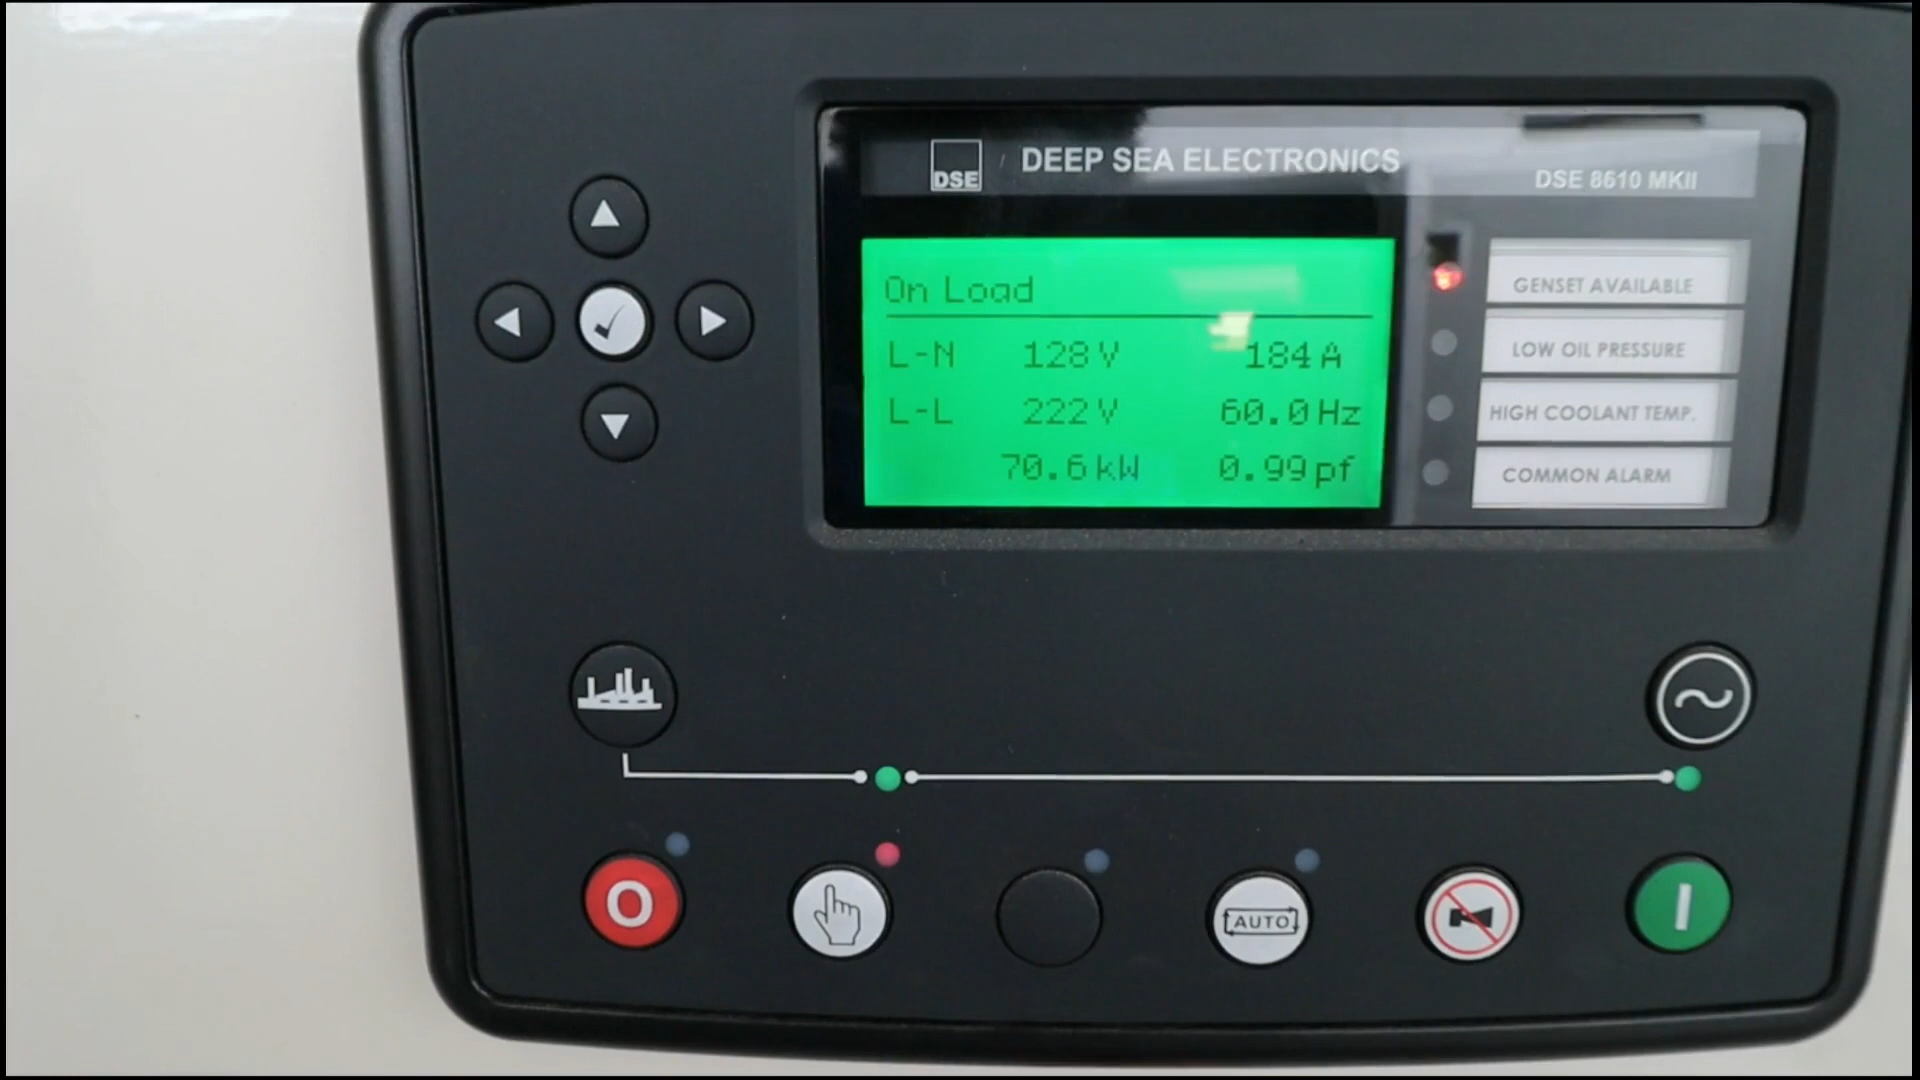 DSE DEEP SEA ELECTRONICS
DSE 8610 MKII
On Load
L-N 128 V 184 A
L-L 222 V 60.0 Hz
70.6 kW 0.99 pf
GENSET AVAILABLE
LOW OIL PRESSURE
HIGH COOLANT TEMP.
COMMON ALARM
O
AUTO
I